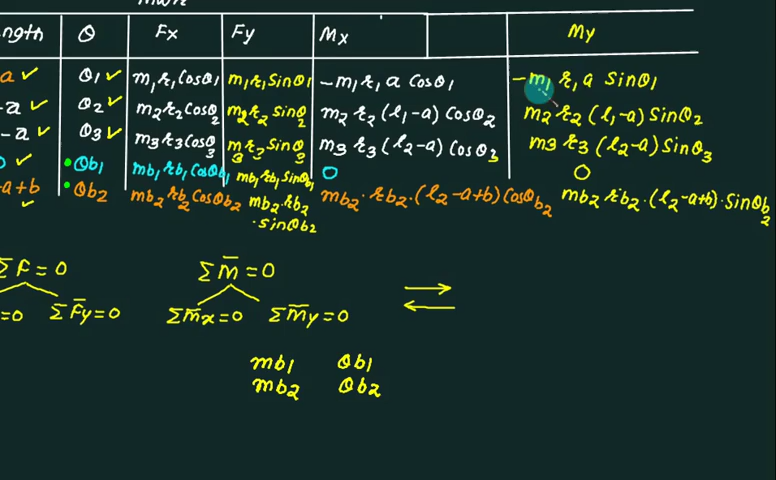 ngth θ Fx Fy Mx My
a ✓ θ1 ✓ m1 r1 Cosθ1 m1 r1 Sinθ1 -m1 r1 a Cosθ1 -m1 r1 a Sinθ1
-a ✓ θ2 ✓ m2 r2 Cosθ2 m2 r2 Sinθ2 m2 r2 (l1-a) Cosθ2 m2 r2 (l1-a) Sinθ2
-a ✓ θ3 ✓ m3 r3 Cosθ3 m3 r3 Sinθ3 m3 r3 (l2-a) Cosθ3 m3 r3 (l2-a) Sinθ3
✓ θb1 mb1 rb1 Cosθb1 mb1 rb1 Sinθb1 0 0
-a+b ✓ θb2 mb2 rb2 Cosθb2 mb2·rb2·sinθb2 mb2·rb2·(l2-a+b) Cosθb2 mb2 rb2·(l2-a+b)·Sinθb2
ΣF=0 ΣM̄=0 ⇌
=0 ΣF̄y=0 ΣM̄x=0 ΣM̄y=0
mb1 θb1
mb2 θb2